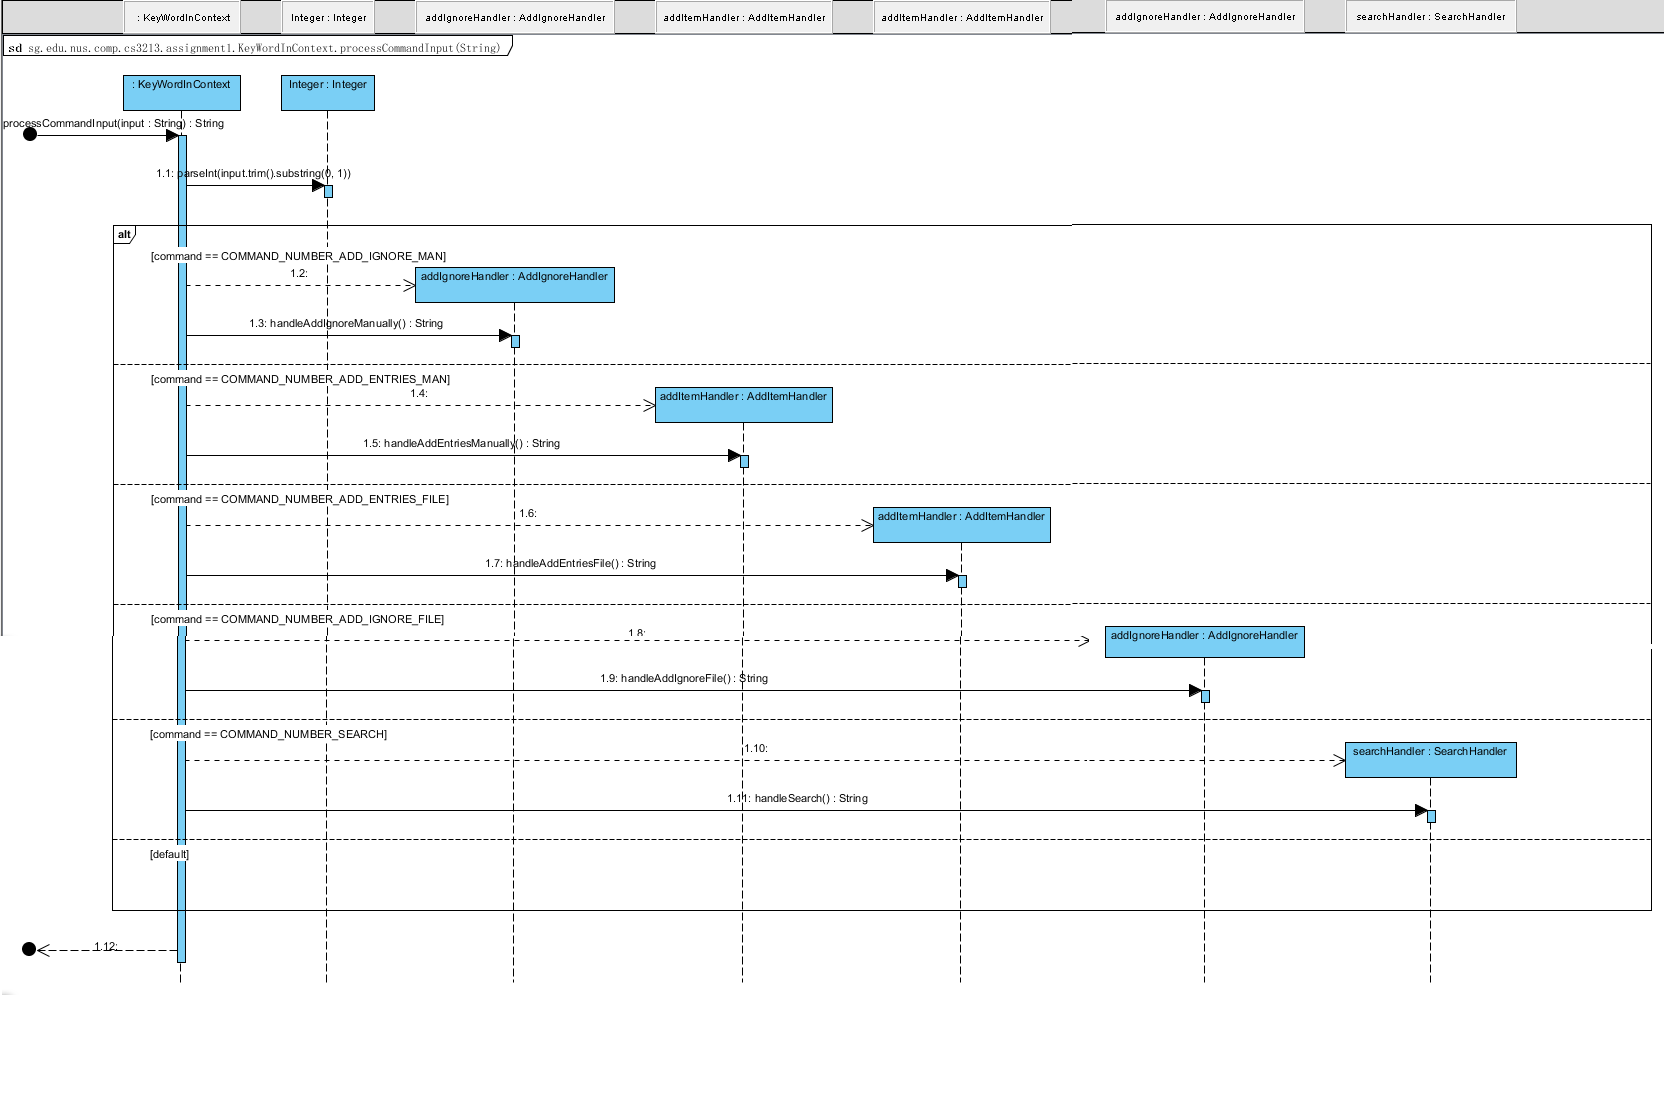 : KeyWordInContext
Integer : Integer
addIgnoreHandler : AddIgnoreHandler
addItemHandler : AddItemHandler
addItemHandler : AddItemHandler
addIgnoreHandler : AddIgnoreHandler
searchHandler : SearchHandler
sd sg.edu.nus.comp.cs3213.assignment1.KeyWordInContext.processCommandInput(String)
: KeyWordInContext
Integer : Integer
processCommandInput(input : String) : String
1.1: parseInt(input.trim().substring(0, 1))
alt
[command == COMMAND_NUMBER_ADD_IGNORE_MAN]
1.2:
addIgnoreHandler : AddIgnoreHandler
1.3: handleAddIgnoreManually() : String
[command == COMMAND_NUMBER_ADD_ENTRIES_MAN]
1.4:
addItemHandler : AddItemHandler
1.5: handleAddEntriesManually() : String
[command == COMMAND_NUMBER_ADD_ENTRIES_FILE]
1.6:
addItemHandler : AddItemHandler
1.7: handleAddEntriesFile() : String
[command == COMMAND_NUMBER_ADD_IGNORE_FILE]
1.8:
addIgnoreHandler : AddIgnoreHandler
1.9: handleAddIgnoreFile() : String
[command == COMMAND_NUMBER_SEARCH]
1.10:
searchHandler : SearchHandler
1.11: handleSearch() : String
[default]
1.12: